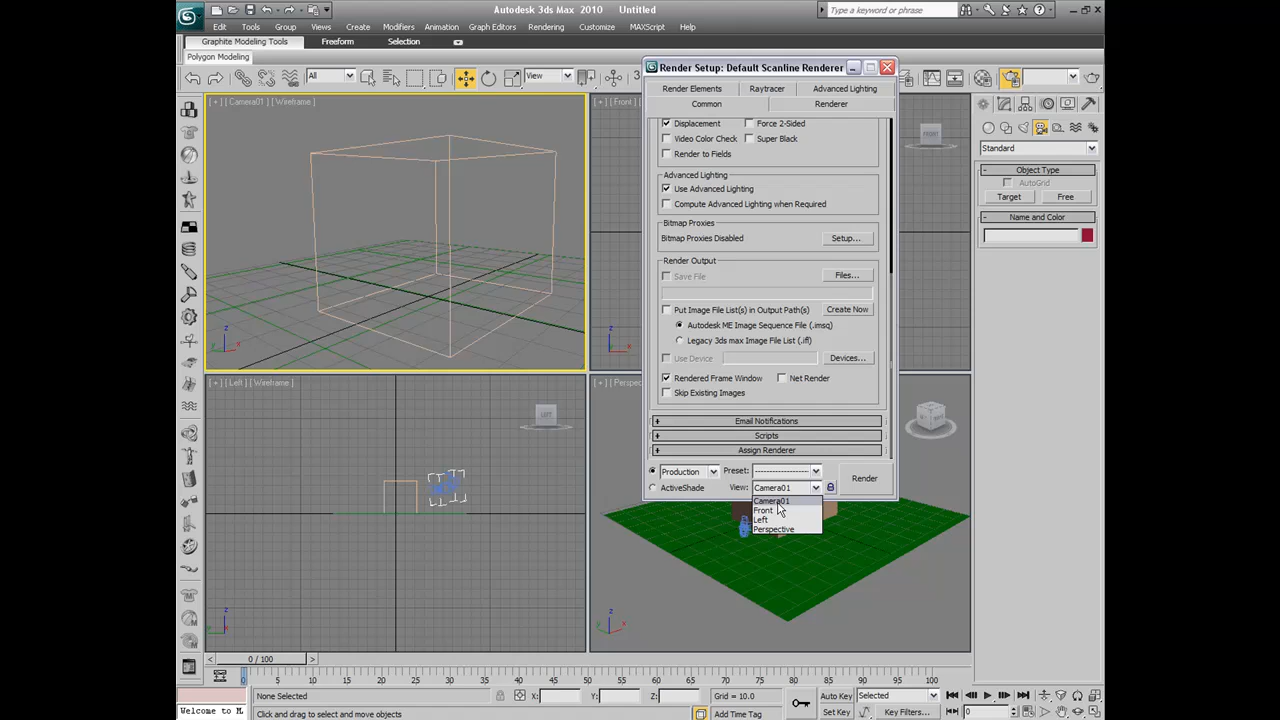 Autodesk 3ds Max 2010 Untitled
Type a keyword or phrase
Edit Tools Group Views Create Modifiers Animation Graph Editors Rendering Customize MAXScript Help
Graphite Modeling Tools Freeform Selection
Polygon Modeling
All
View
3
Render Setup: Default Scanline Renderer
Render Elements Raytracer Advanced Lighting
Common Renderer
Displacement Force 2-Sided
Video Color Check Super Black
Render to Fields
Advanced Lighting
Use Advanced Lighting
Compute Advanced Lighting when Required
Bitmap Proxies
Bitmap Proxies Disabled Setup...
Render Output
Save File Files...
Put Image File List(s) in Output Path(s) Create Now
Autodesk ME Image Sequence File (.imsq)
Legacy 3ds max Image File List (.ifl)
Use Device Devices...
Rendered Frame Window Net Render
Skip Existing Images
+ Email Notifications
+ Scripts
+ Assign Renderer
Production Preset: --------------------
ActiveShade View: Camera01
Render
Camera01
Front
Left
Perspective
[ + ] [ Camera01 ] [ Wireframe ]
[ + ] [ Front ]
FRONT
[ + ] [ Left ] [ Wireframe ]
LEFT
[ + ] [ Perspec
Standard
- Object Type
AutoGrid
Target Free
- Name and Color
z
x
y
z
x
z
y
z
x
y
< 0 / 100 >
0 5 10 15 20 25 30 35 40 45 50 55 60 65 70 75 80 85 90 95 100
None Selected X: Y: Z: Grid = 10.0 Auto Key Selected
Welcome to M Click and drag to select and move objects Add Time Tag Set Key Key Filters... 0